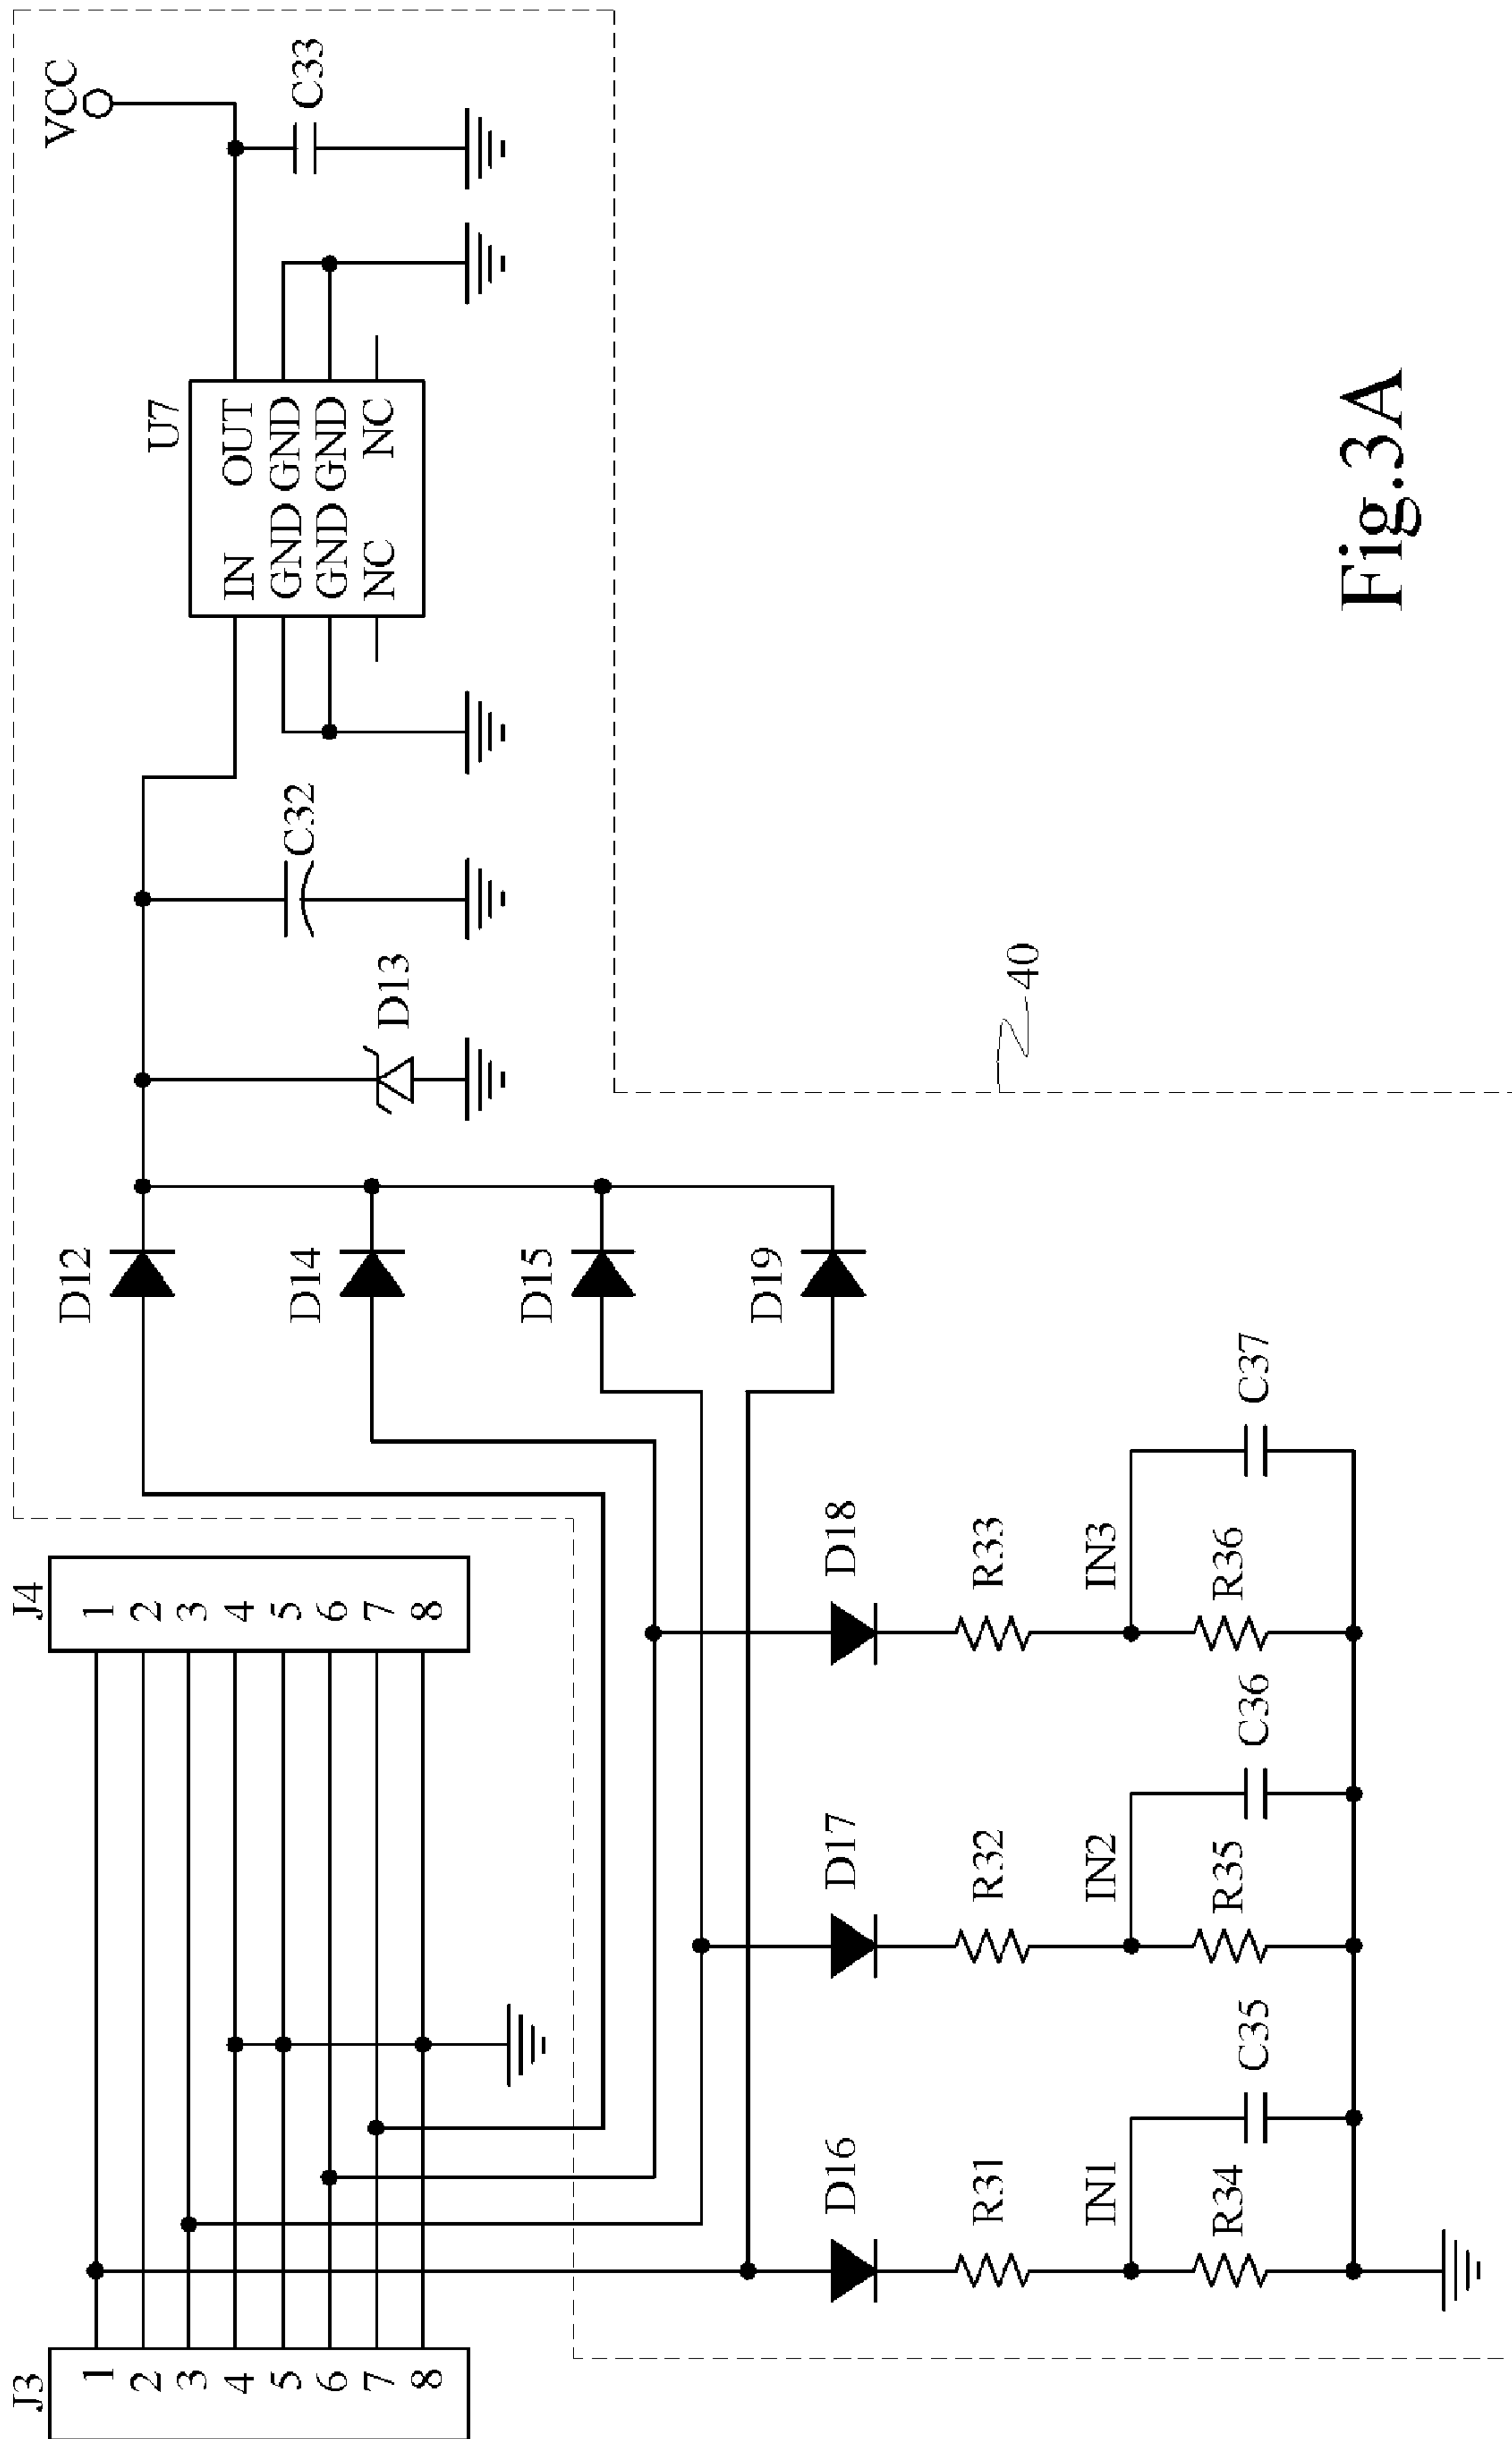 J3
1
2
3
4
5
6
7
8
J4
1
2
3
4
5
6
7
8
D12
D14
D15
D19
D13
C32
U7
IN OUT
GND GND
GND GND
NC NC
VCC
C33
D16
D17
D18
R31
R32
R33
IN1
IN2
IN3
R34
C35
R35
C36
R36
C37
40
Fig.3A